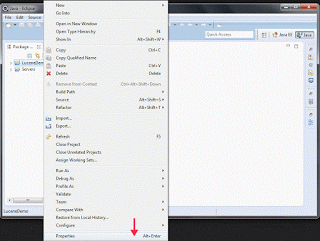 Java - Eclipse
File
Quick Access
Java EE
Java
Package
LuceneDemo
Servers
New
Go Into
Open in New Window
Open Type Hierarchy F4
Show In Alt+Shift+W
Copy Ctrl+C
Copy Qualified Name
Paste Ctrl+V
Delete Delete
Remove from Context Ctrl+Alt+Shift+Down
Build Path
Source Alt+Shift+S
Refactor Alt+Shift+T
Import...
Export...
Refresh F5
Close Project
Close Unrelated Projects
Assign Working Sets...
Run As
Debug As
Profile As
Validate
Team
Compare With
Restore from Local History...
Configure
Properties Alt+Enter
LuceneDemo